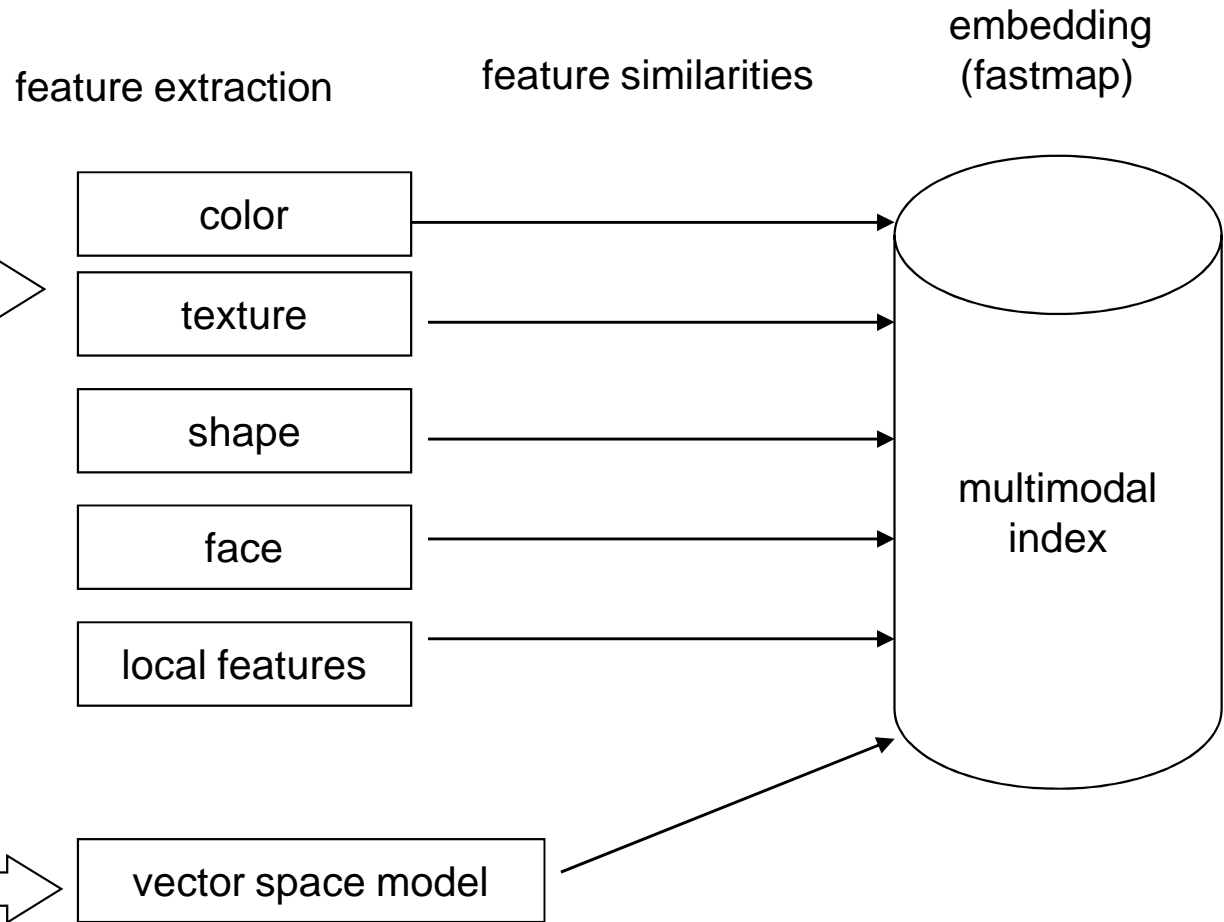 embedding
(fastmap)
feature extraction
feature similarities
color
texture
shape
face
local features
vector space model
multimodal
index